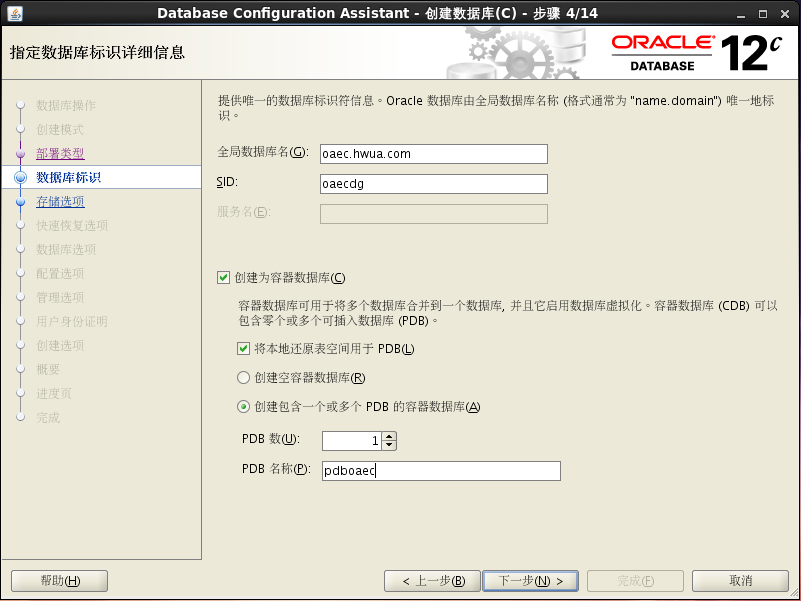 Database Configuration Assistant - 创建数据库(C) - 步骤 4/14
指定数据库标识详细信息
ORACLE
DATABASE
12c
数据库操作
创建模式
部署类型
数据库标识
存储选项
快速恢复选项
数据库选项
配置选项
管理选项
用户身份证明
创建选项
概要
进度页
完成
提供唯一的数据库标识符信息。Oracle 数据库由全局数据库名称 (格式通常为 "name.domain") 唯一地标
识。
全局数据库名(G): oaec.hwua.com
SID: oaecdg
服务名(E):
创建为容器数据库(C)
容器数据库可用于将多个数据库合并到一个数据库, 并且它启用数据库虚拟化。容器数据库 (CDB) 可以
包含零个或多个可插入数据库 (PDB)。
将本地还原表空间用于 PDB(L)
创建空容器数据库(R)
创建包含一个或多个 PDB 的容器数据库(A)
PDB 数(U): 1
PDB 名称(P): pdboaec
帮助(H)
< 上一步(B)
下一步(N) >
完成(F)
取消